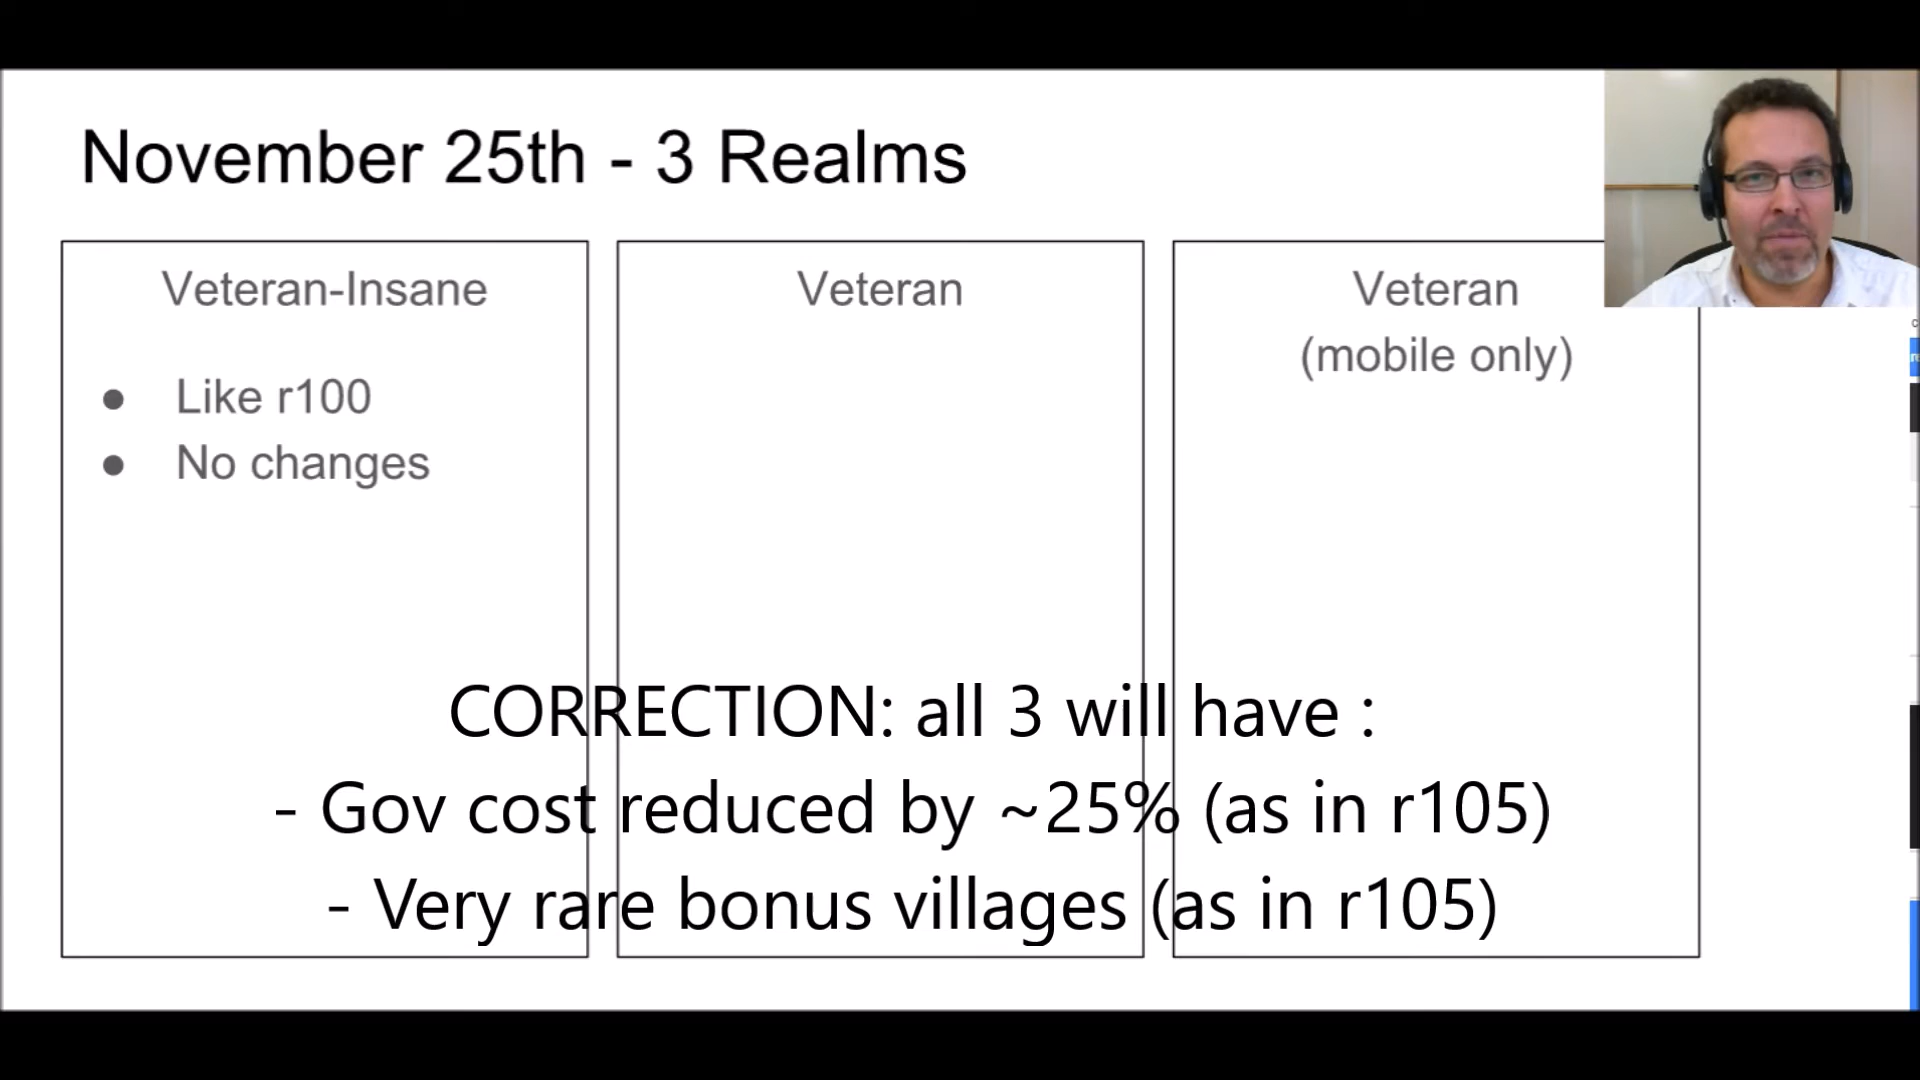 November 25th - 3 Realms
Veteran-Insane
● Like r100
● No changes
Veteran
Veteran
(mobile only)
CORRECTION: all 3 will have :
- Gov cost reduced by ~25% (as in r105)
- Very rare bonus villages (as in r105)